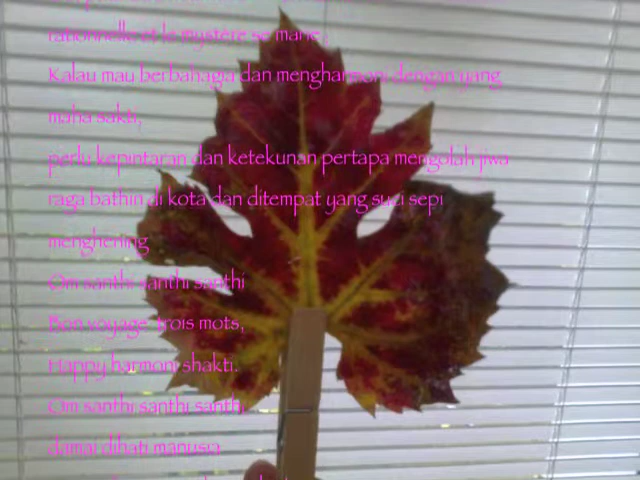 rationnelle et le mystère se marie.
Kalau mau berbahagia dan mengharmoni dengan yang
maha sakti,
perlu kepintaran dan ketekunan pertapa mengolah jiwa
raga bathin di kota dan ditempat yang suci sepi
menghening
Om santhi santhi santhi
Bon voyage trois mots,
Happy harmoni shakti.
Om santhi santhi santhi
damai dihati manusia